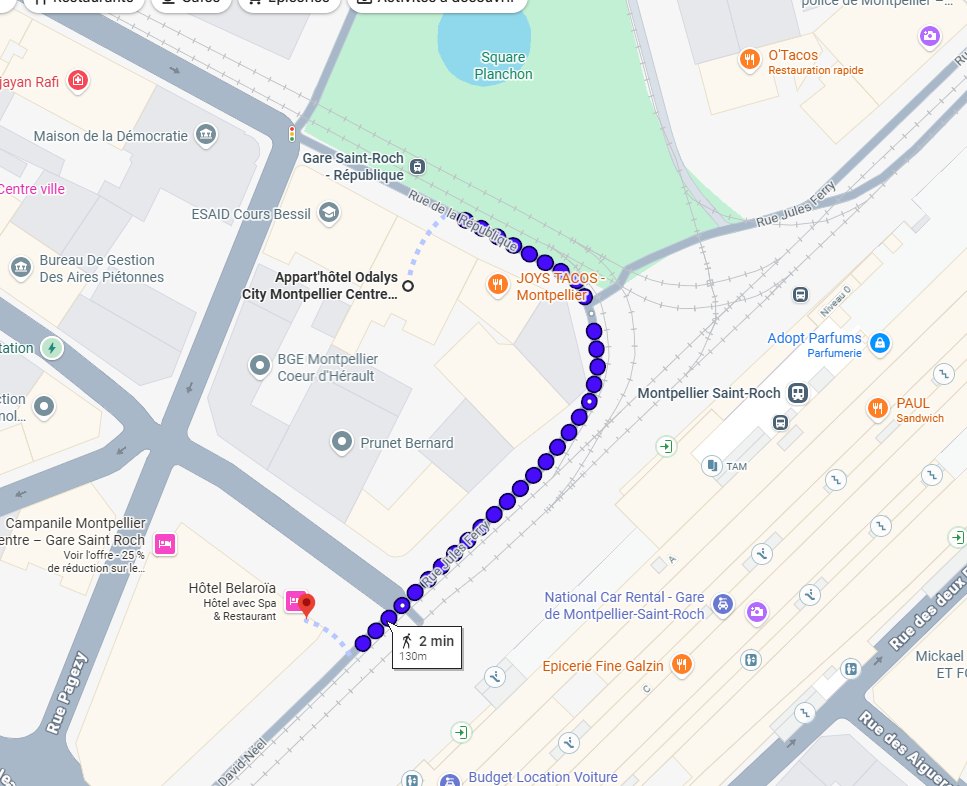 Restaurants
Cafés
Épiceries
Activités à découvrir
police de Montpellier –...
Square
Planchon
O'Tacos
Restauration rapide
jayan Rafi
Maison de la Démocratie
Gare Saint-Roch
- République
Centre ville
ESAID Cours Bessil
Rue de la République
Rue Jules Ferry
Bureau De Gestion
Des Aires Piétonnes
Appart'hôtel Odalys
City Montpellier Centre...
JOYS TACOS -
Montpellier
Niveau 0
tation
Adopt Parfums
Parfumerie
BGE Montpellier
Coeur d'Hérault
Montpellier Saint-Roch
ction
nol...
PAUL
Sandwich
Prunet Bernard
TAM
Campanile Montpellier
entre – Gare Saint Roch
Voir l'offre - 25 %
de réduction sur le...
Rue Jules Ferry
A
Hôtel Belaroïa
Hôtel avec Spa
& Restaurant
National Car Rental - Gare
de Montpellier-Saint-Roch
2 min
130m
Rue des deux
Epicerie Fine Galzin
Mickael
ET FO
C
Rue Pagezy
David Néel
Rue des Aiguer
Budget Location Voiture
les